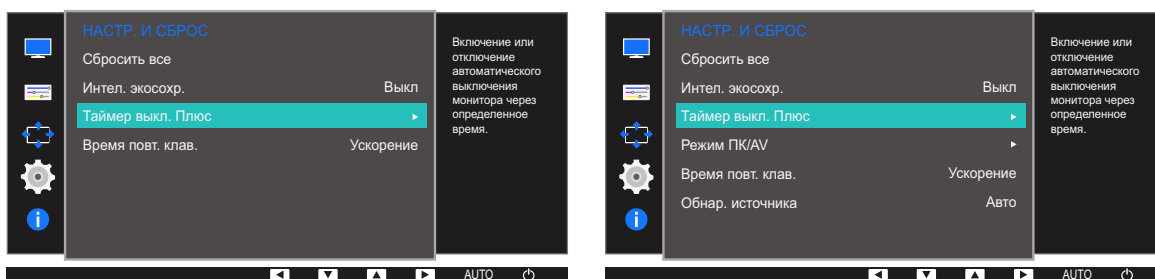 НАСТР. И СБРОС
Сбросить все
Интел. экосохр. Выкл
Таймер выкл. Плюс
Время повт. клав. Ускорение
Включение или
отключение
автоматического
выключения
монитора через
определенное
время.
AUTO
НАСТР. И СБРОС
Сбросить все
Интел. экосохр. Выкл
Таймер выкл. Плюс
Режим ПК/AV
Время повт. клав. Ускорение
Обнар. источника Авто
Включение или
отключение
автоматического
выключения
монитора через
определенное
время.
AUTO